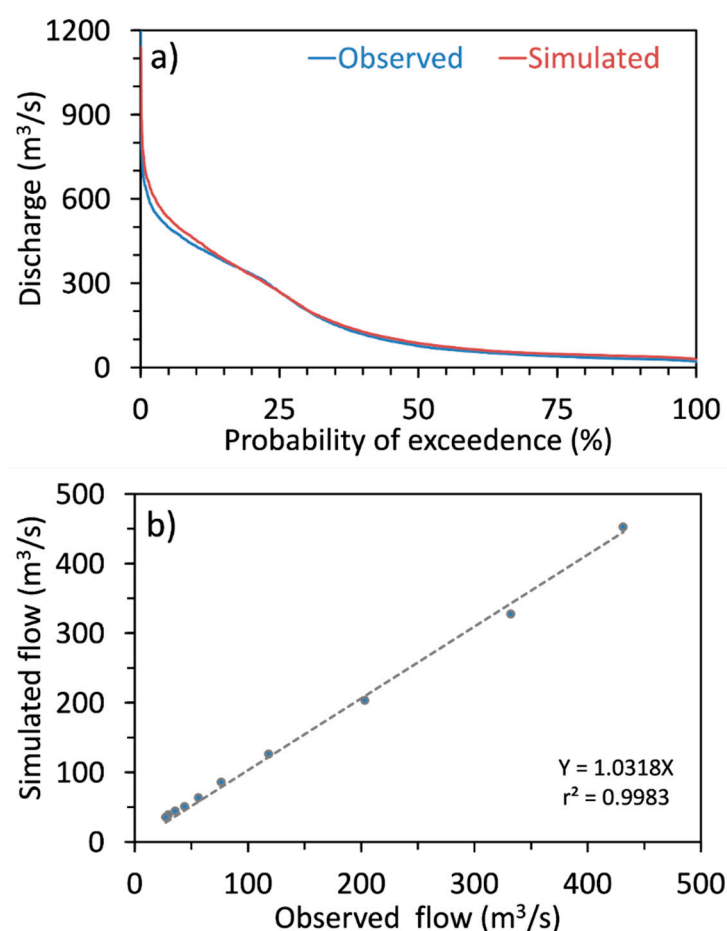 a)
Observed
Simulated
Discharge (m³/s)
1200
900
600
300
0
0 25 50 75 100
Probability of exceedence (%)
b)
Simulated flow (m³/s)
500
400
300
200
100
0
Y = 1.0318X
r² = 0.9983
0 100 200 300 400 500
Observed flow (m³/s)